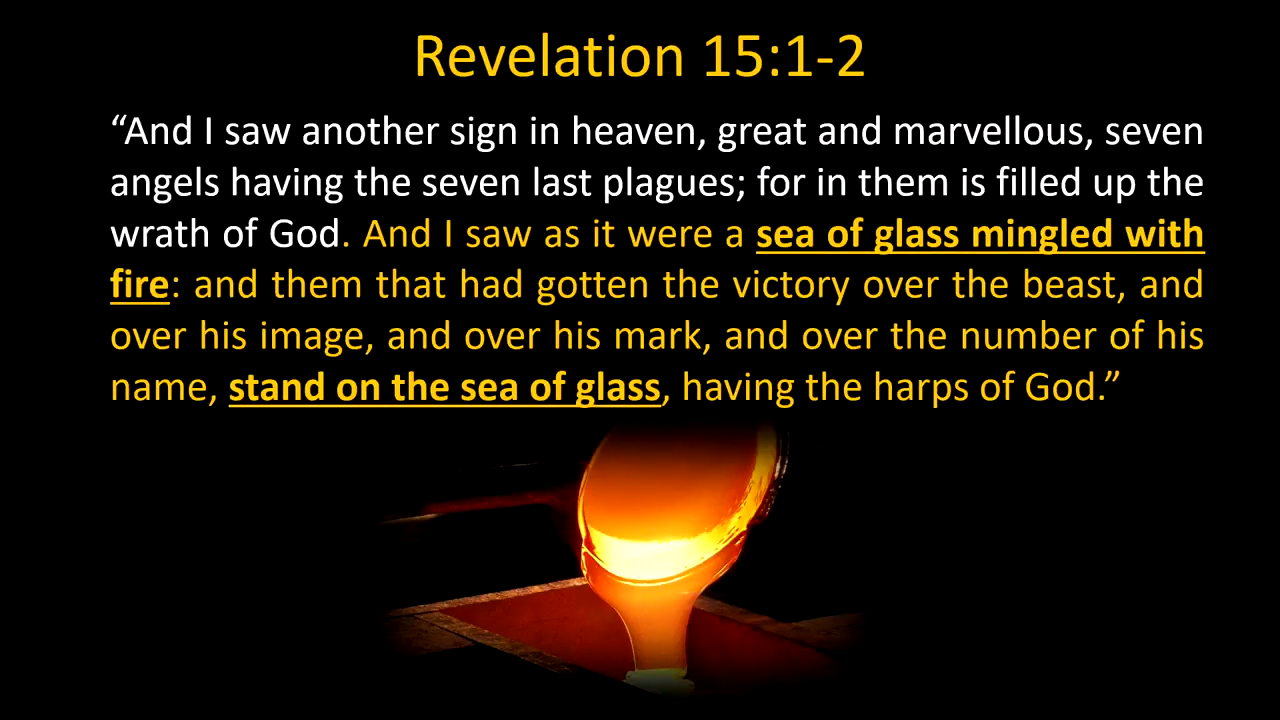 Revelation 15:1-2
“And I saw another sign in heaven, great and marvellous, seven
angels having the seven last plagues; for in them is filled up the
wrath of God. And I saw as it were a sea of glass mingled with
fire: and them that had gotten the victory over the beast, and
over his image, and over his mark, and over the number of his
name, stand on the sea of glass, having the harps of God.”